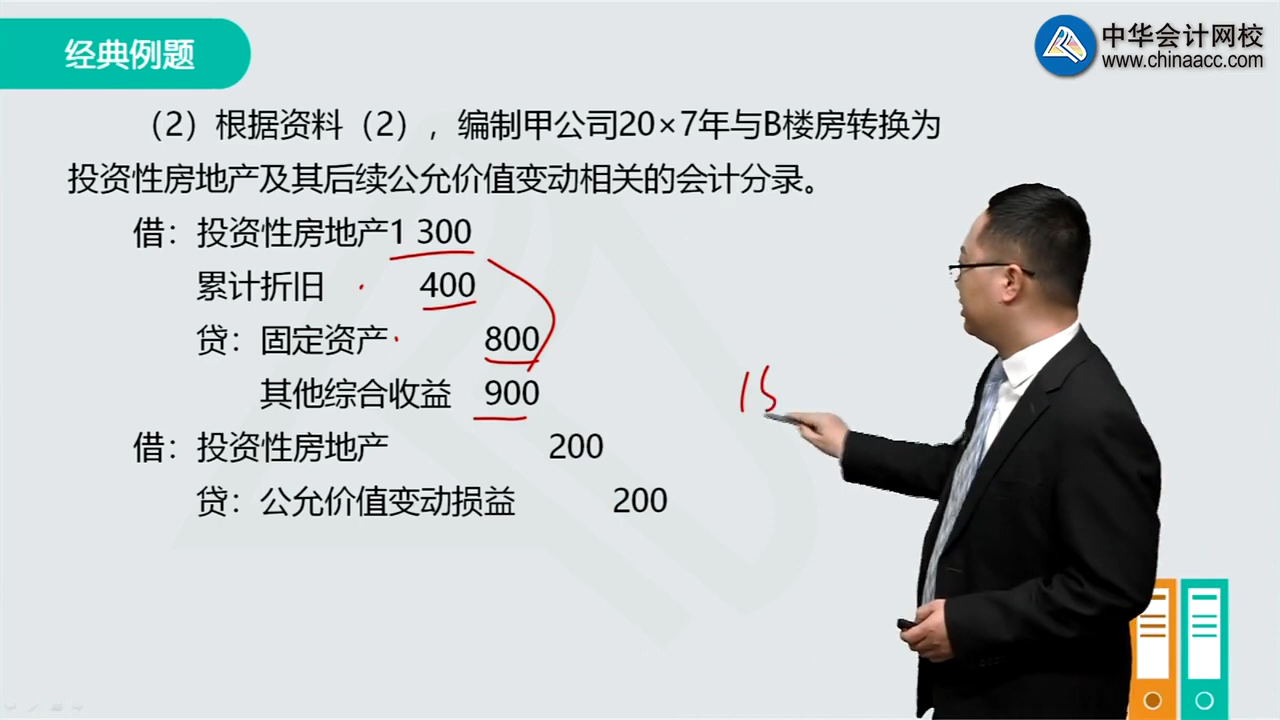 经典例题
中华会计网校
www.chinaacc.com
（2）根据资料（2），编制甲公司20×7年与B楼房转换为
投资性房地产及其后续公允价值变动相关的会计分录。
借：投资性房地产1 300
累计折旧 400
贷：固定资产 800
其他综合收益 900
借：投资性房地产 200
贷：公允价值变动损益 200
15